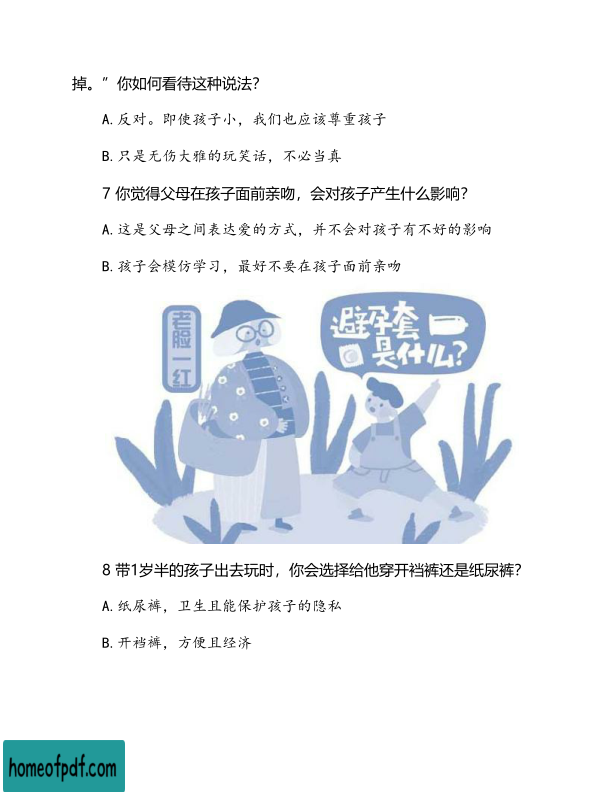 掉。”你如何看待这种说法？
A. 反对。即使孩子小，我们也应该尊重孩子
B. 只是无伤大雅的玩笑话，不必当真
7 你觉得父母在孩子面前亲吻，会对孩子产生什么影响？
A. 这是父母之间表达爱的方式，并不会对孩子有不好的影响
B. 孩子会模仿学习，最好不要在孩子面前亲吻
老脸一红
避孕套
是什么？
8 带1岁半的孩子出去玩时，你会选择给他穿开裆裤还是纸尿裤？
A. 纸尿裤，卫生且能保护孩子的隐私
B. 开裆裤，方便且经济
homeofpdf.com